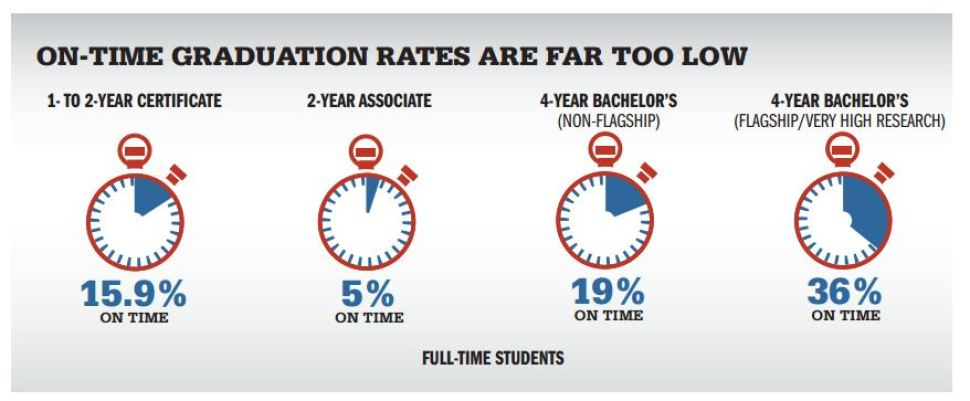 ON-TIME GRADUATION RATES ARE FAR TOO LOW
1- TO 2-YEAR CERTIFICATE
15.9%
ON TIME
2-YEAR ASSOCIATE
5%
ON TIME
4-YEAR BACHELOR'S
(NON-FLAGSHIP)
19%
ON TIME
4-YEAR BACHELOR'S
(FLAGSHIP/VERY HIGH RESEARCH)
36%
ON TIME
FULL-TIME STUDENTS